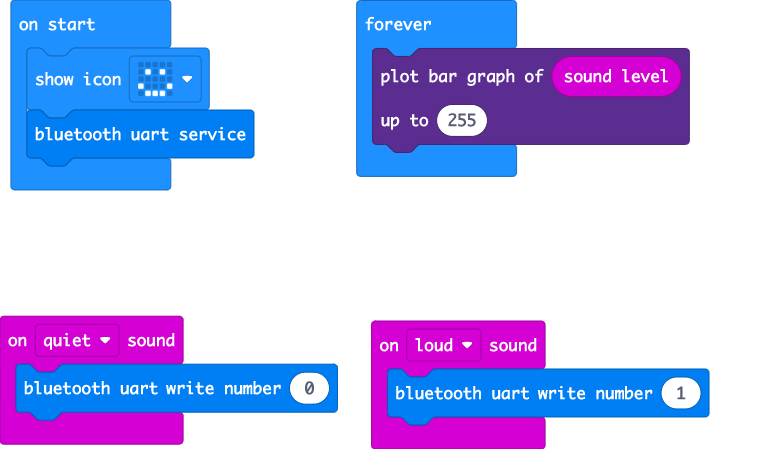 on start
show icon
bluetooth uart service
forever
plot bar graph of sound level
up to 255
on quiet sound
bluetooth uart write number 0
on loud sound
bluetooth uart write number 1